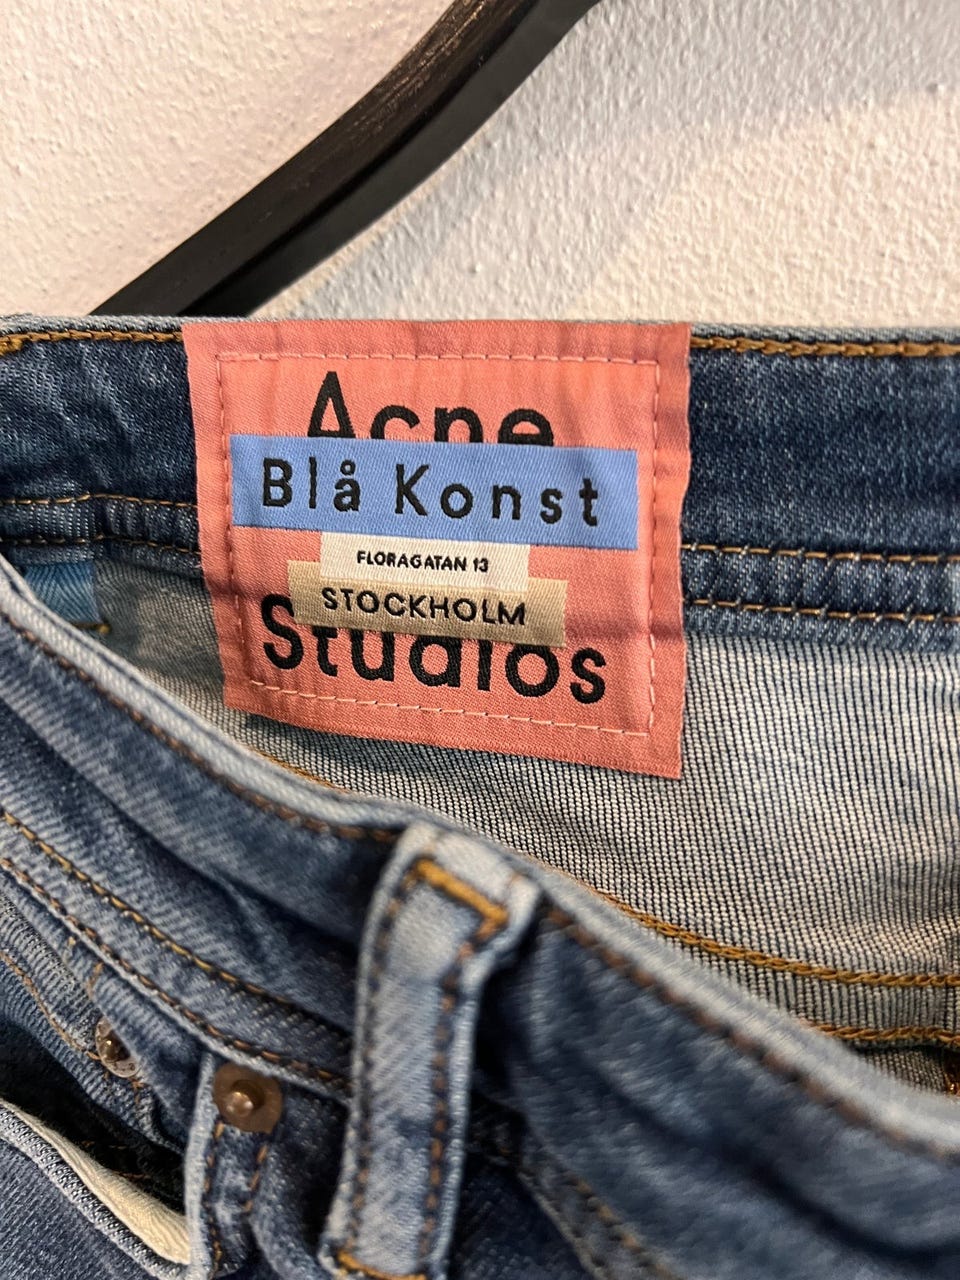 Acne
Blå Konst
FLORAGATAN 13
STOCKHOLM
Studios